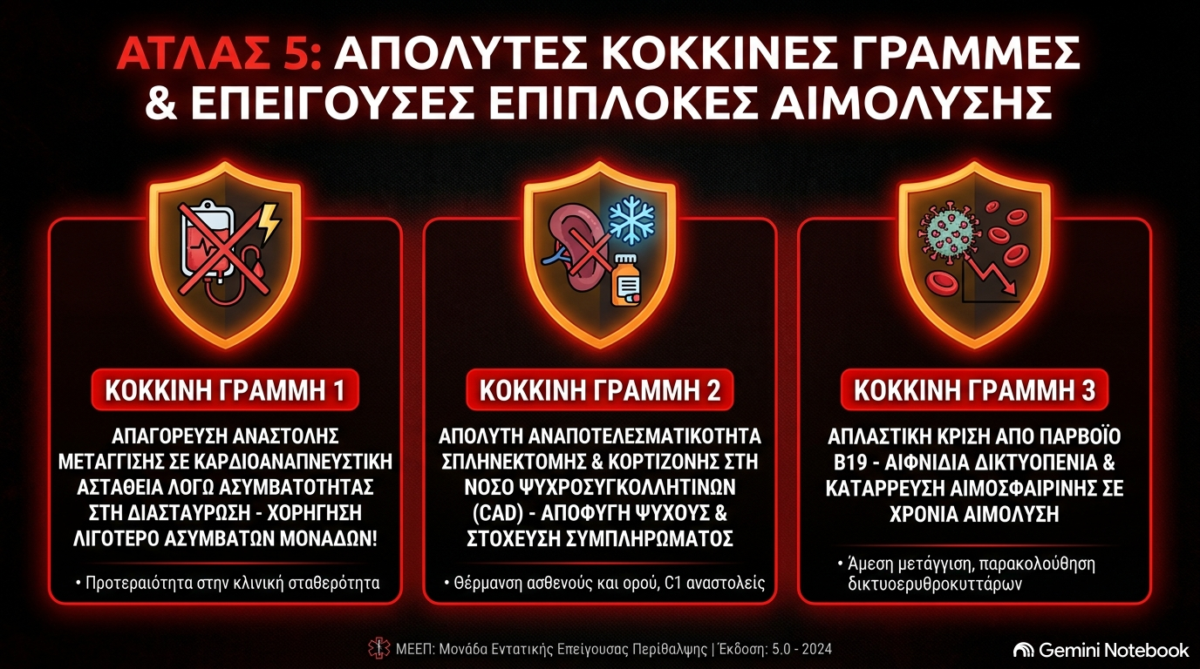 ΑΤΛΑΣ 5: ΑΠΟΛΥΤΕΣ ΚΟΚΚΙΝΕΣ ΓΡΑΜΜΕΣ
& ΕΠΕΙΓΟΥΣΕΣ ΕΠΙΠΛΟΚΕΣ ΑΙΜΟΛΥΣΗΣ
ΚΟΚΚΙΝΗ ΓΡΑΜΜΗ 1
ΑΠΑΓΟΡΕΥΣΗ ΑΝΑΣΤΟΛΗΣ
ΜΕΤΑΓΓΙΣΗΣ ΣΕ ΚΑΡΔΙΟΑΝΑΠΝΕΥΣΤΙΚΗ
ΑΣΤΑΘΕΙΑ ΛΟΓΩ ΑΣΥΜΒΑΤΟΤΗΤΑΣ
ΣΤΗ ΔΙΑΣΤΑΥΡΩΣΗ - ΧΟΡΗΓΗΣΗ
ΛΙΓΟΤΕΡΟ ΑΣΥΜΒΑΤΩΝ ΜΟΝΑΔΩΝ!
• Προτεραιότητα στην κλινική σταθερότητα
ΚΟΚΚΙΝΗ ΓΡΑΜΜΗ 2
ΑΠΟΛΥΤΗ ΑΝΑΠΟΤΕΛΕΣΜΑΤΙΚΟΤΗΤΑ
ΣΠΛΗΝΕΚΤΟΜΗΣ & ΚΟΡΤΙΖΟΝΗΣ ΣΤΗ
ΝΟΣΟ ΨΥΧΡΟΣΥΓΚΟΛΛΗΤΙΝΩΝ
(CAD) - ΑΠΟΦΥΓΗ ΨΥΧΟΥΣ &
ΣΤΟΧΕΥΣΗ ΣΥΜΠΛΗΡΩΜΑΤΟΣ
• Θέρμανση ασθενούς και ορού, C1 αναστολείς
ΚΟΚΚΙΝΗ ΓΡΑΜΜΗ 3
ΑΠΛΑΣΤΙΚΗ ΚΡΙΣΗ ΑΠΟ ΠΑΡΒΟΪΟ
B19 - ΑΙΦΝΙΔΙΑ ΔΙΚΤΥΟΠΕΝΙΑ &
ΚΑΤΑΡΡΕΥΣΗ ΑΙΜΟΣΦΑΙΡΙΝΗΣ ΣΕ
ΧΡΟΝΙΑ ΑΙΜΟΛΥΣΗ
• Άμεση μετάγγιση, παρακολούθηση
δικτυοερυθροκυττάρων
ΜΕΕΠ: Μονάδα Εντατικής Επείγουσας Περίθαλψης | Έκδοση: 5.0 - 2024
Gemini Notebook